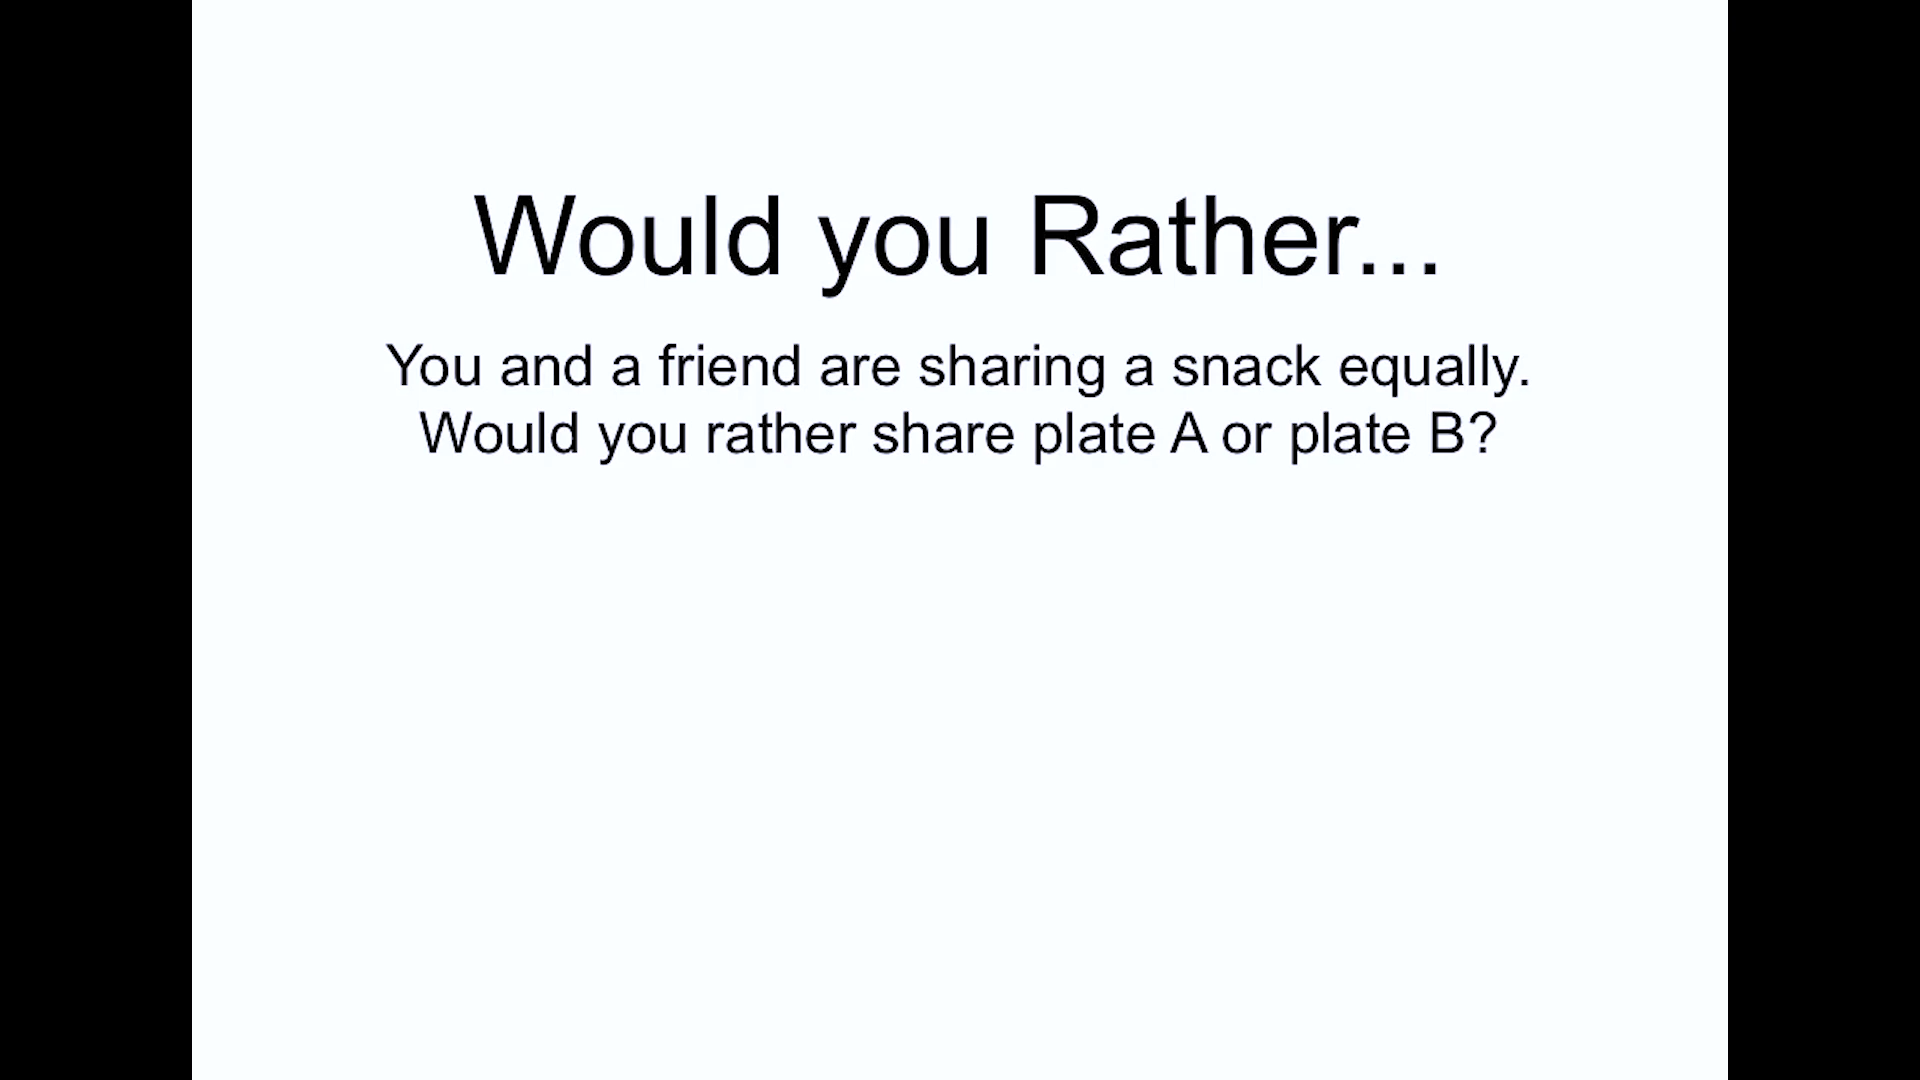 Would you Rather...
You and a friend are sharing a snack equally.
Would you rather share plate A or plate B?